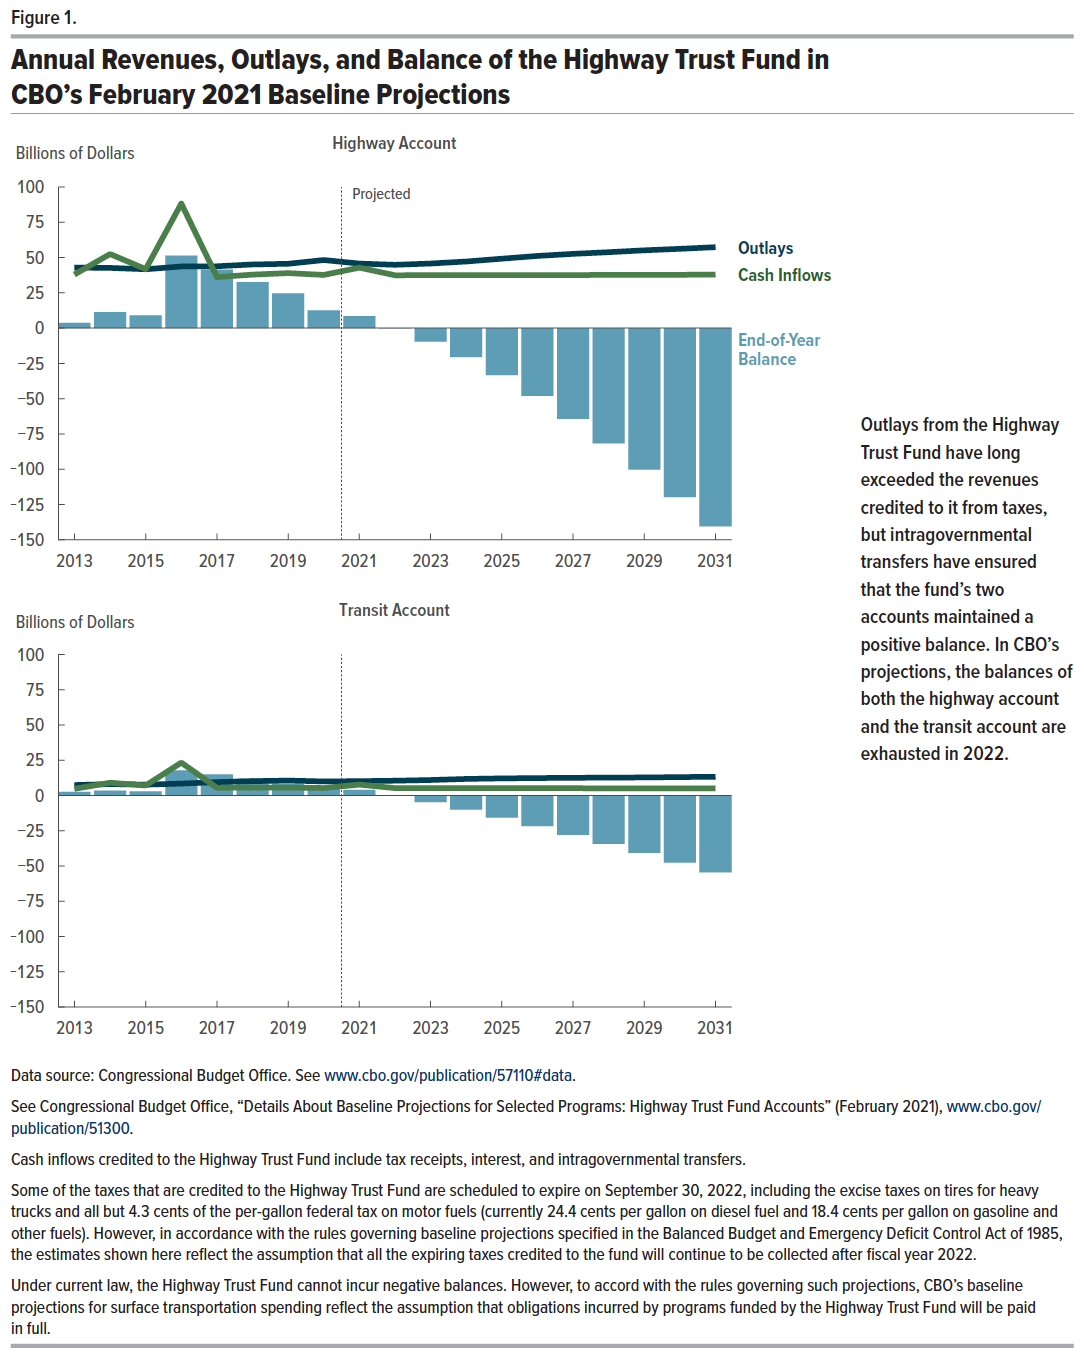 Figure 1.
Annual Revenues, Outlays, and Balance of the Highway Trust Fund in
CBO’s February 2021 Baseline Projections
Highway Account
Billions of Dollars
100
75
50
25
0
−25
−50
−75
−100
−125
−150
Projected
Outlays
Cash Inflows
End-of-Year
Balance
2013 2015 2017 2019 2021 2023 2025 2027 2029 2031
Transit Account
Billions of Dollars
100
75
50
25
0
−25
−50
−75
−100
−125
−150
2013 2015 2017 2019 2021 2023 2025 2027 2029 2031
Outlays from the Highway
Trust Fund have long
exceeded the revenues
credited to it from taxes,
but intragovernmental
transfers have ensured
that the fund’s two
accounts maintained a
positive balance. In CBO’s
projections, the balances of
both the highway account
and the transit account are
exhausted in 2022.
Data source: Congressional Budget Office. See www.cbo.gov/publication/57110#data.
See Congressional Budget Office, “Details About Baseline Projections for Selected Programs: Highway Trust Fund Accounts” (February 2021), www.cbo.gov/
publication/51300.
Cash inflows credited to the Highway Trust Fund include tax receipts, interest, and intragovernmental transfers.
Some of the taxes that are credited to the Highway Trust Fund are scheduled to expire on September 30, 2022, including the excise taxes on tires for heavy
trucks and all but 4.3 cents of the per-gallon federal tax on motor fuels (currently 24.4 cents per gallon on diesel fuel and 18.4 cents per gallon on gasoline and
other fuels). However, in accordance with the rules governing baseline projections specified in the Balanced Budget and Emergency Deficit Control Act of 1985,
the estimates shown here reflect the assumption that all the expiring taxes credited to the fund will continue to be collected after fiscal year 2022.
Under current law, the Highway Trust Fund cannot incur negative balances. However, to accord with the rules governing such projections, CBO’s baseline
projections for surface transportation spending reflect the assumption that obligations incurred by programs funded by the Highway Trust Fund will be paid
in full.